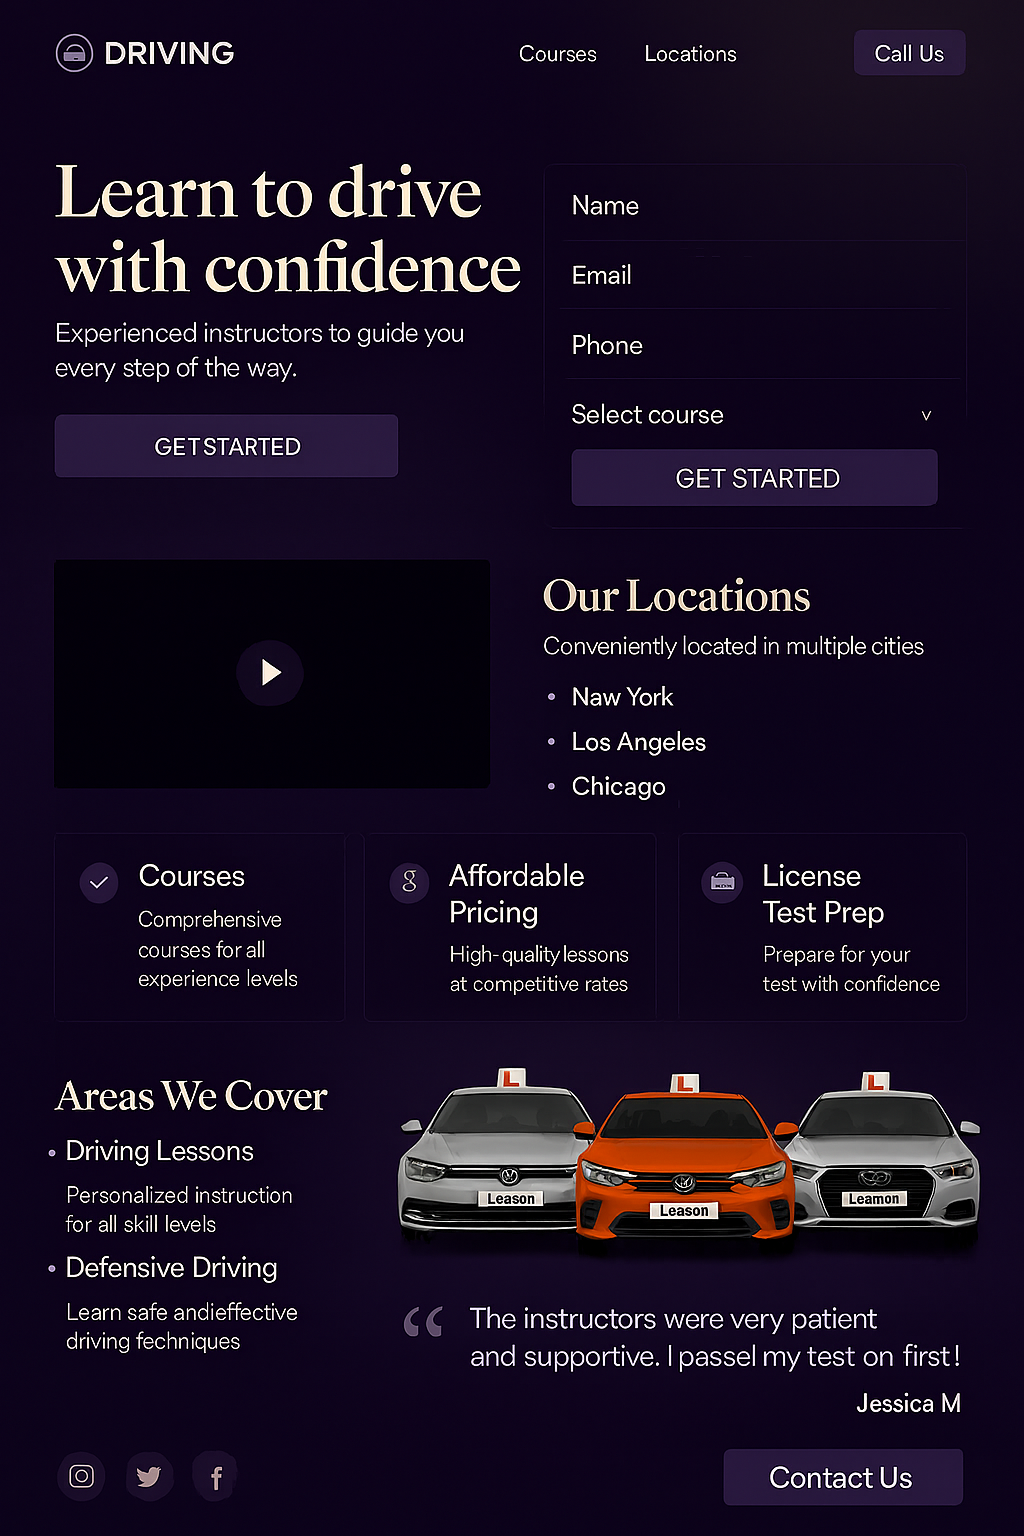 DRIVING
Courses
Locations
Call Us
Learn to drive
with confidence
Experienced instructors to guide you
every step of the way.
GET STARTED
Name
Email
Phone
Select course
GET STARTED
Our Locations
Conveniently located in multiple cities
• Naw York
• Los Angeles
• Chicago
Courses
Comprehensive
courses for all
experience levels
Affordable
Pricing
High-quality lessons
at competitive rates
License
Test Prep
Prepare for your
test with confidence
Areas We Cover
• Driving Lessons
Personalized instruction
for all skill levels
• Defensive Driving
Learn safe andieffective
driving fechniques
L
L
L
Leason
Leason
Leamon
“ The instructors were very patient
and supportive. I passel my test on first!
Jessica M
Contact Us